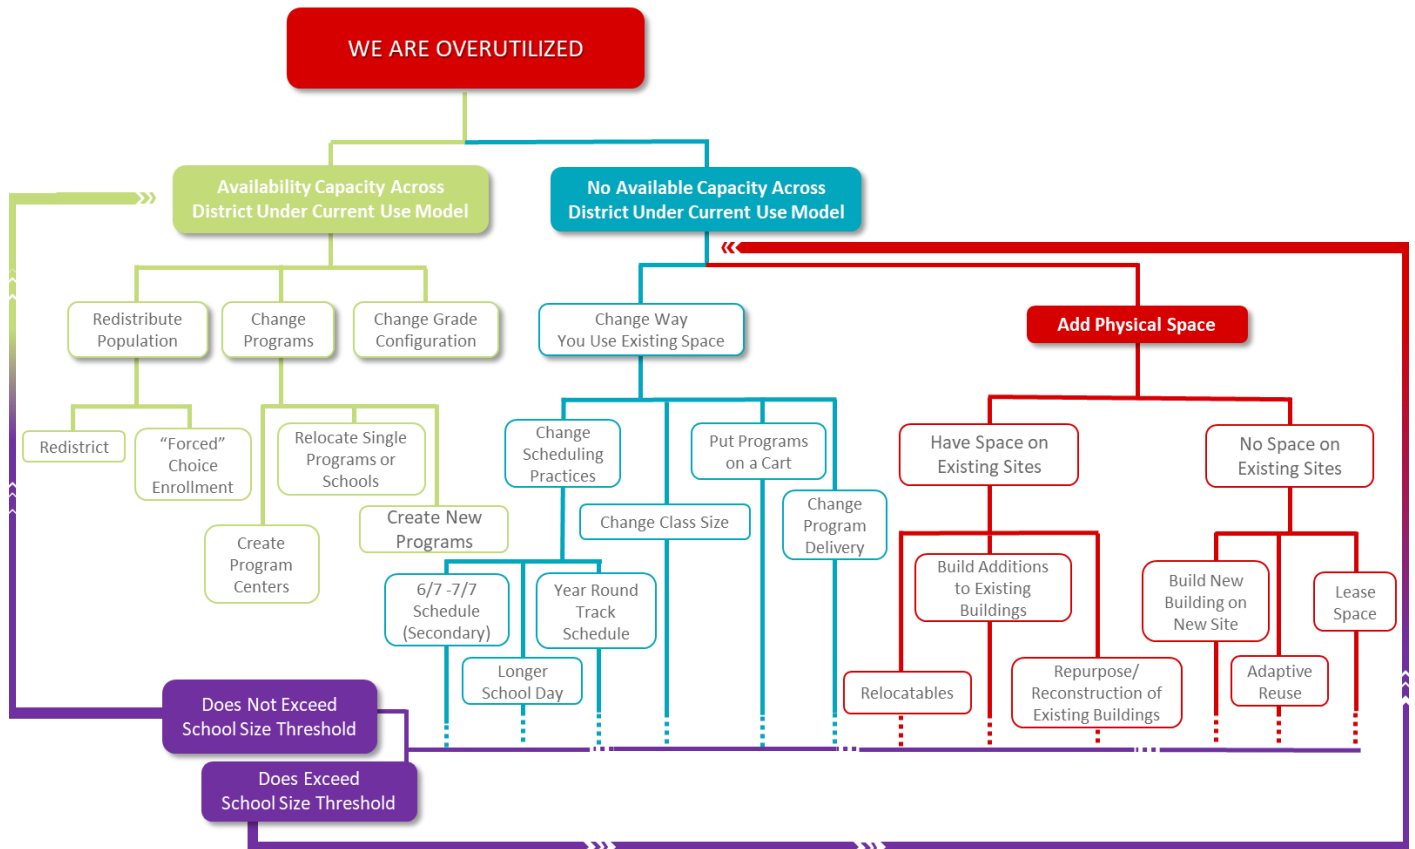 WE ARE OVERUTILIZED
Availability Capacity Across
District Under Current Use Model
No Available Capacity Across
District Under Current Use Model
Redistribute
Population
Change
Programs
Change Grade
Configuration
Change Way
You Use Existing Space
Add Physical Space
Redistrict
“Forced”
Choice
Enrollment
Relocate Single
Programs or
Schools
Create New
Programs
Create
Program
Centers
Change
Scheduling
Practices
Change Class Size
Put Programs
on a Cart
Change
Program
Delivery
Have Space on
Existing Sites
No Space on
Existing Sites
6/7 -7/7
Schedule
(Secondary)
Longer
School Day
Year Round
Track
Schedule
Relocatables
Build Additions
to Existing
Buildings
Repurpose/
Reconstruction of
Existing Buildings
Build New
Building on
New Site
Adaptive
Reuse
Lease
Space
Does Not Exceed
School Size Threshold
Does Exceed
School Size Threshold